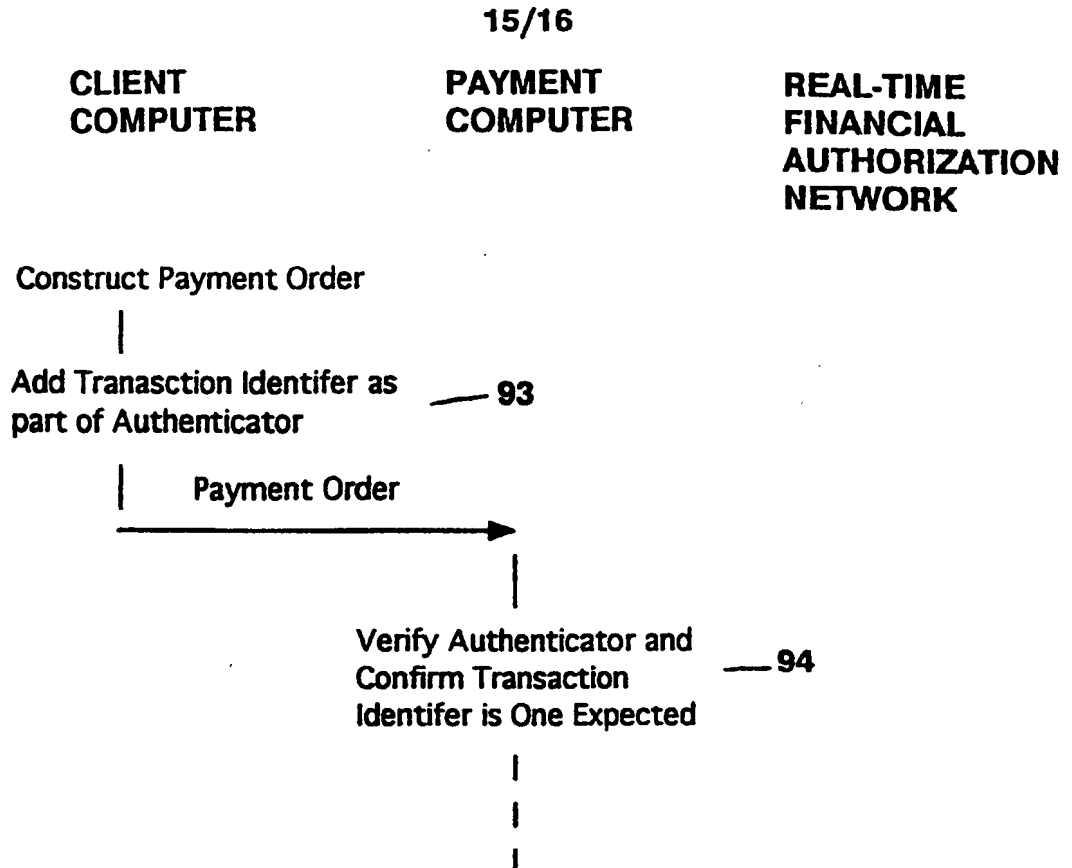 15/16
CLIENT
COMPUTER
PAYMENT
COMPUTER
REAL-TIME
FINANCIAL
AUTHORIZATION
NETWORK
Construct Payment Order
Add Tranasction Identifer as
part of Authenticator
93
Payment Order
Verify Authenticator and
Confirm Transaction
Identifer is One Expected
94